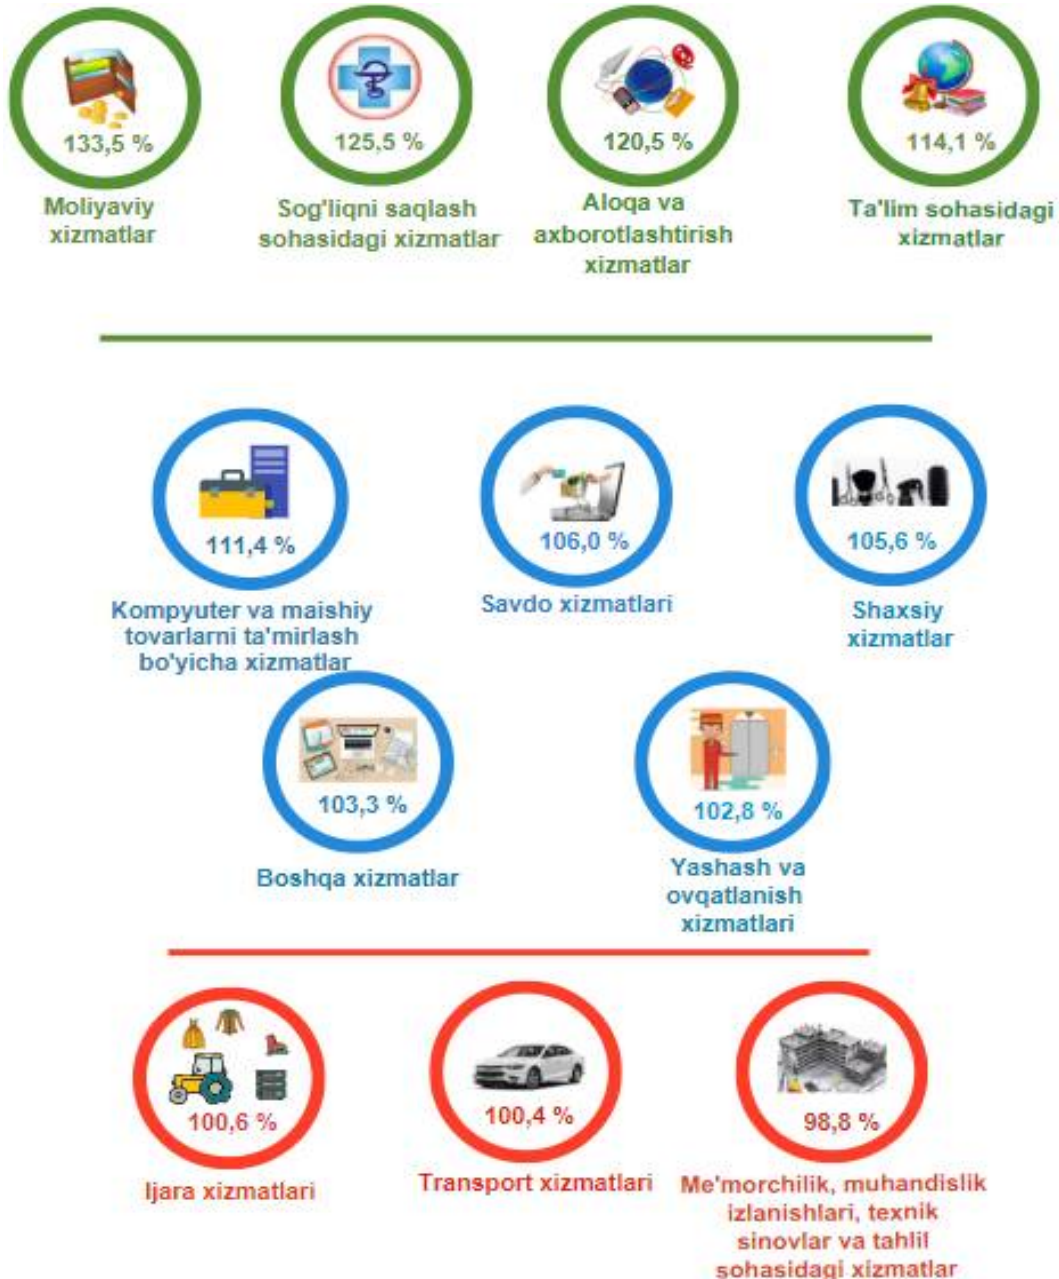 133,5 %
Moliyaviy
xizmatlar
125,5 %
Sog'liqni saqlash
sohasidagi xizmatlar
120,5 %
Aloqa va
axborotlashtirish
xizmatlar
114,1 %
Ta'lim sohasidagi
xizmatlar
111,4 %
Kompyuter va maishiy
tovarlarni ta'mirlash
bo'yicha xizmatlar
106,0 %
Savdo xizmatlari
105,6 %
Shaxsiy
xizmatlar
103,3 %
Boshqa xizmatlar
102,8 %
Yashash va
ovqatlanish
xizmatlari
100,6 %
Ijara xizmatlari
100,4 %
Transport xizmatlari
98,8 %
Me'morchilik, muhandislik
izlanishlari, texnik
sinovlar va tahlil
sohasidagi xizmatlar